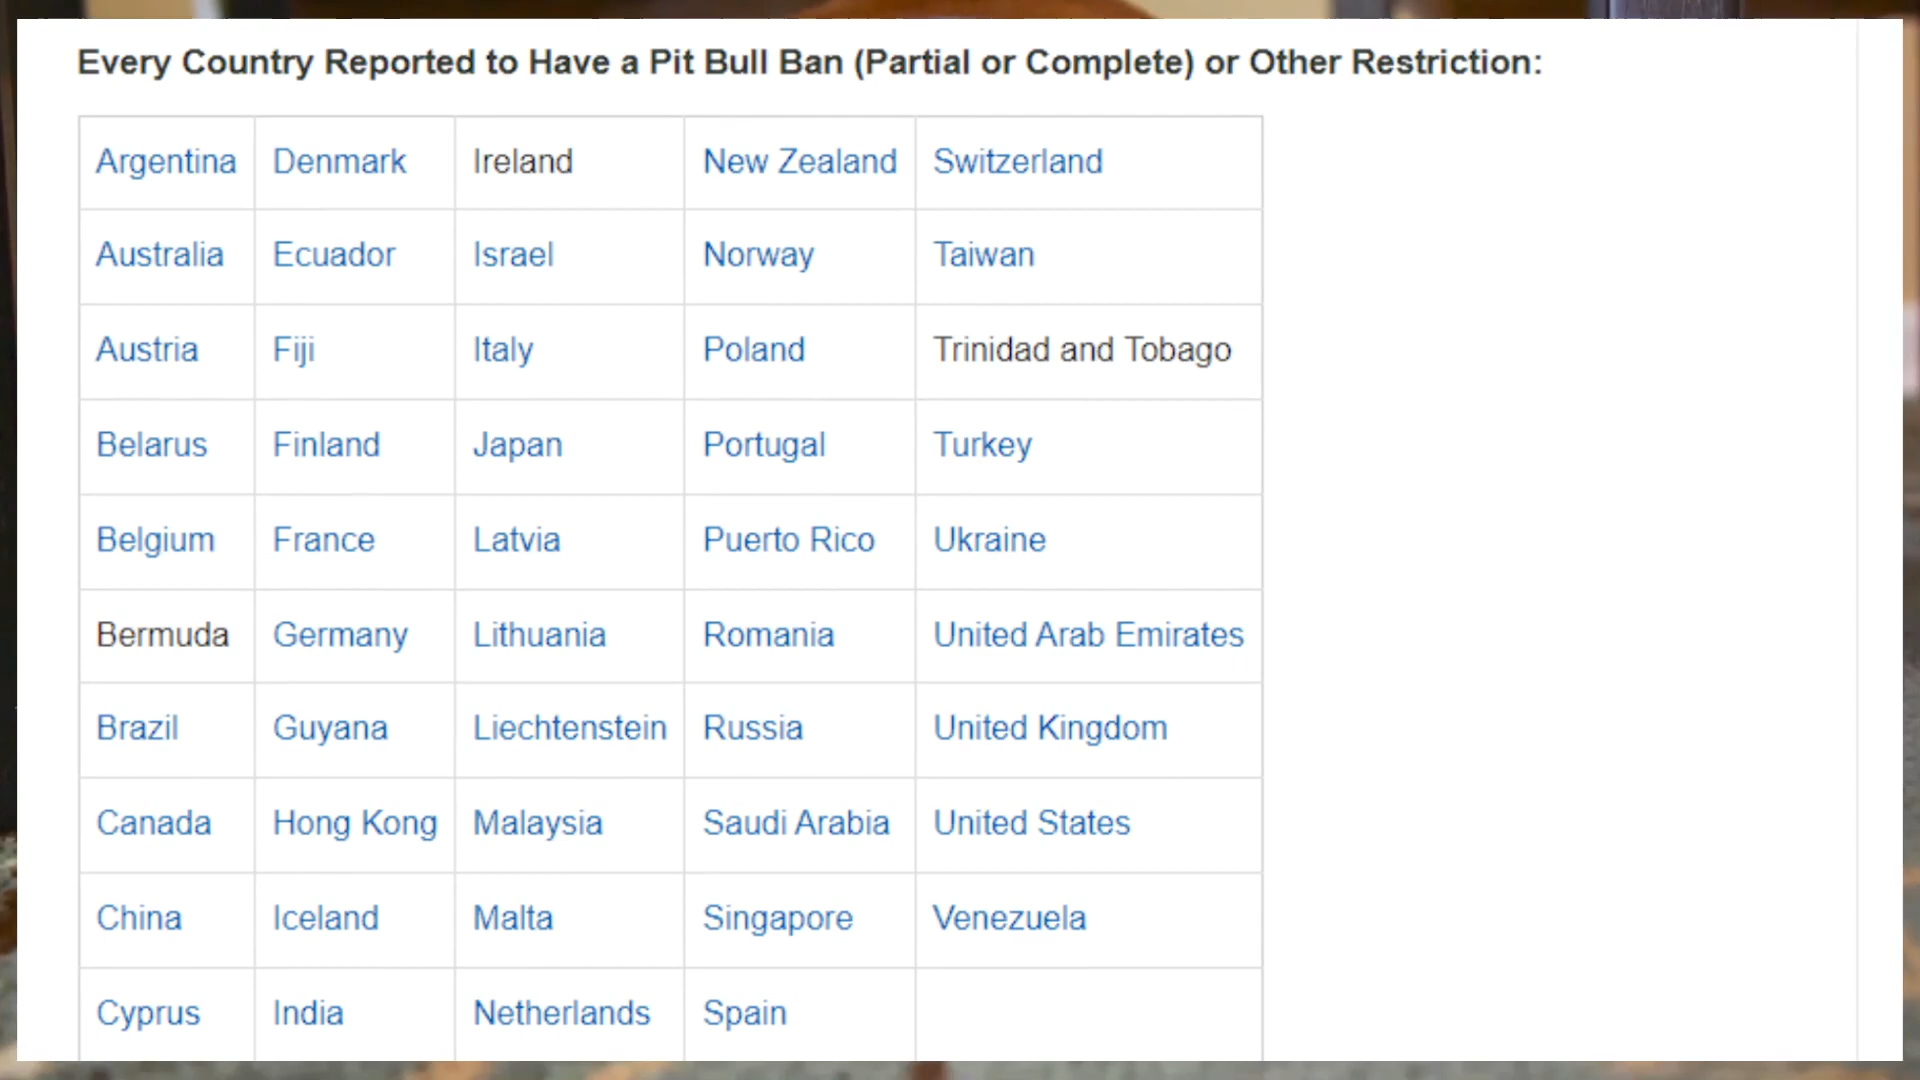 Every Country Reported to Have a Pit Bull Ban (Partial or Complete) or Other Restriction:
Argentina Denmark Ireland New Zealand Switzerland
Australia Ecuador Israel Norway Taiwan
Austria Fiji Italy Poland Trinidad and Tobago
Belarus Finland Japan Portugal Turkey
Belgium France Latvia Puerto Rico Ukraine
Bermuda Germany Lithuania Romania United Arab Emirates
Brazil Guyana Liechtenstein Russia United Kingdom
Canada Hong Kong Malaysia Saudi Arabia United States
China Iceland Malta Singapore Venezuela
Cyprus India Netherlands Spain